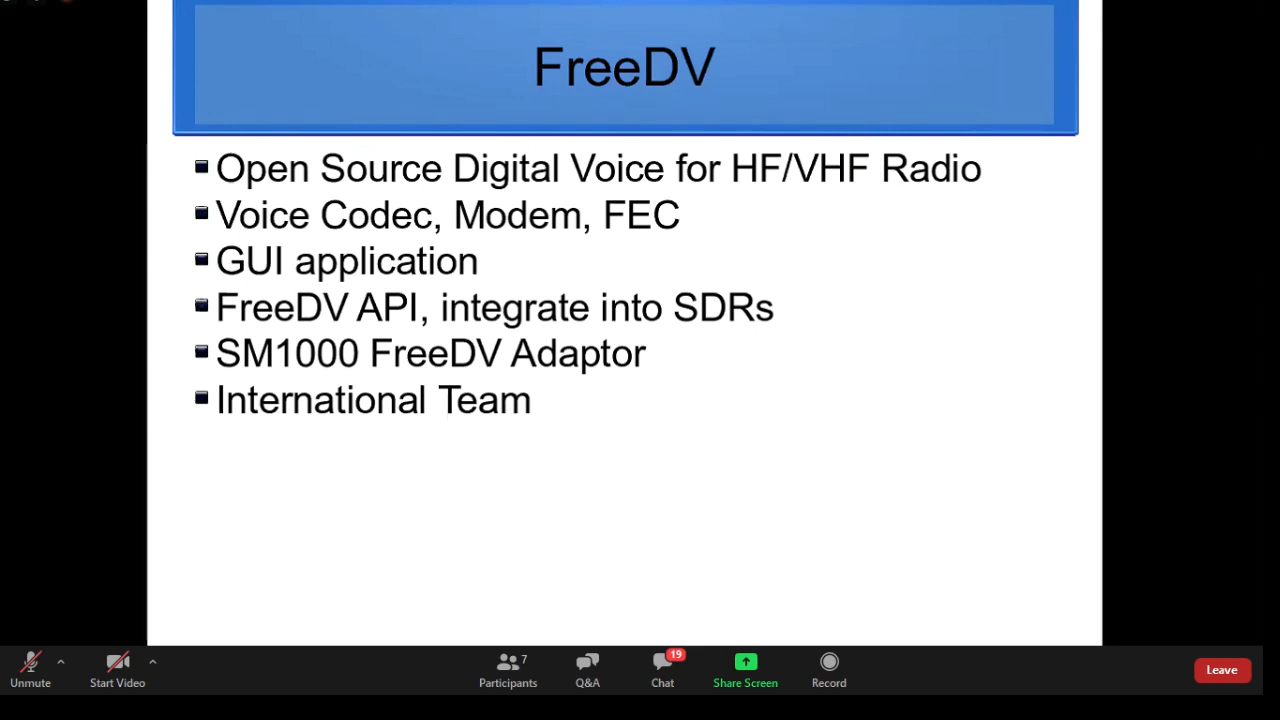 FreeDV
Open Source Digital Voice for HF/VHF Radio
Voice Codec, Modem, FEC
GUI application
FreeDV API, integrate into SDRs
SM1000 FreeDV Adaptor
International Team
7
19
Unmute
Start Video
Participants
Q&A
Chat
Share Screen
Record
Leave